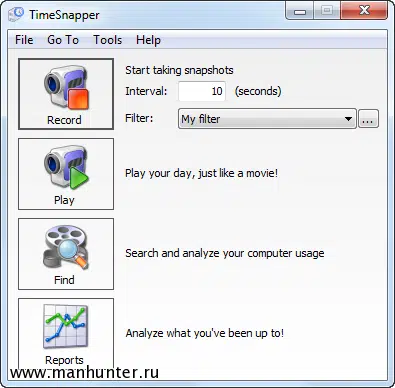 TimeSnapper
File Go To Tools Help
Start taking snapshots
Interval: 10 (seconds)
Record
Filter: My filter ...
Play
Play your day, just like a movie!
Find
Search and analyze your computer usage
Analyze what you've been up to!
Reports
www.manhunter.ru